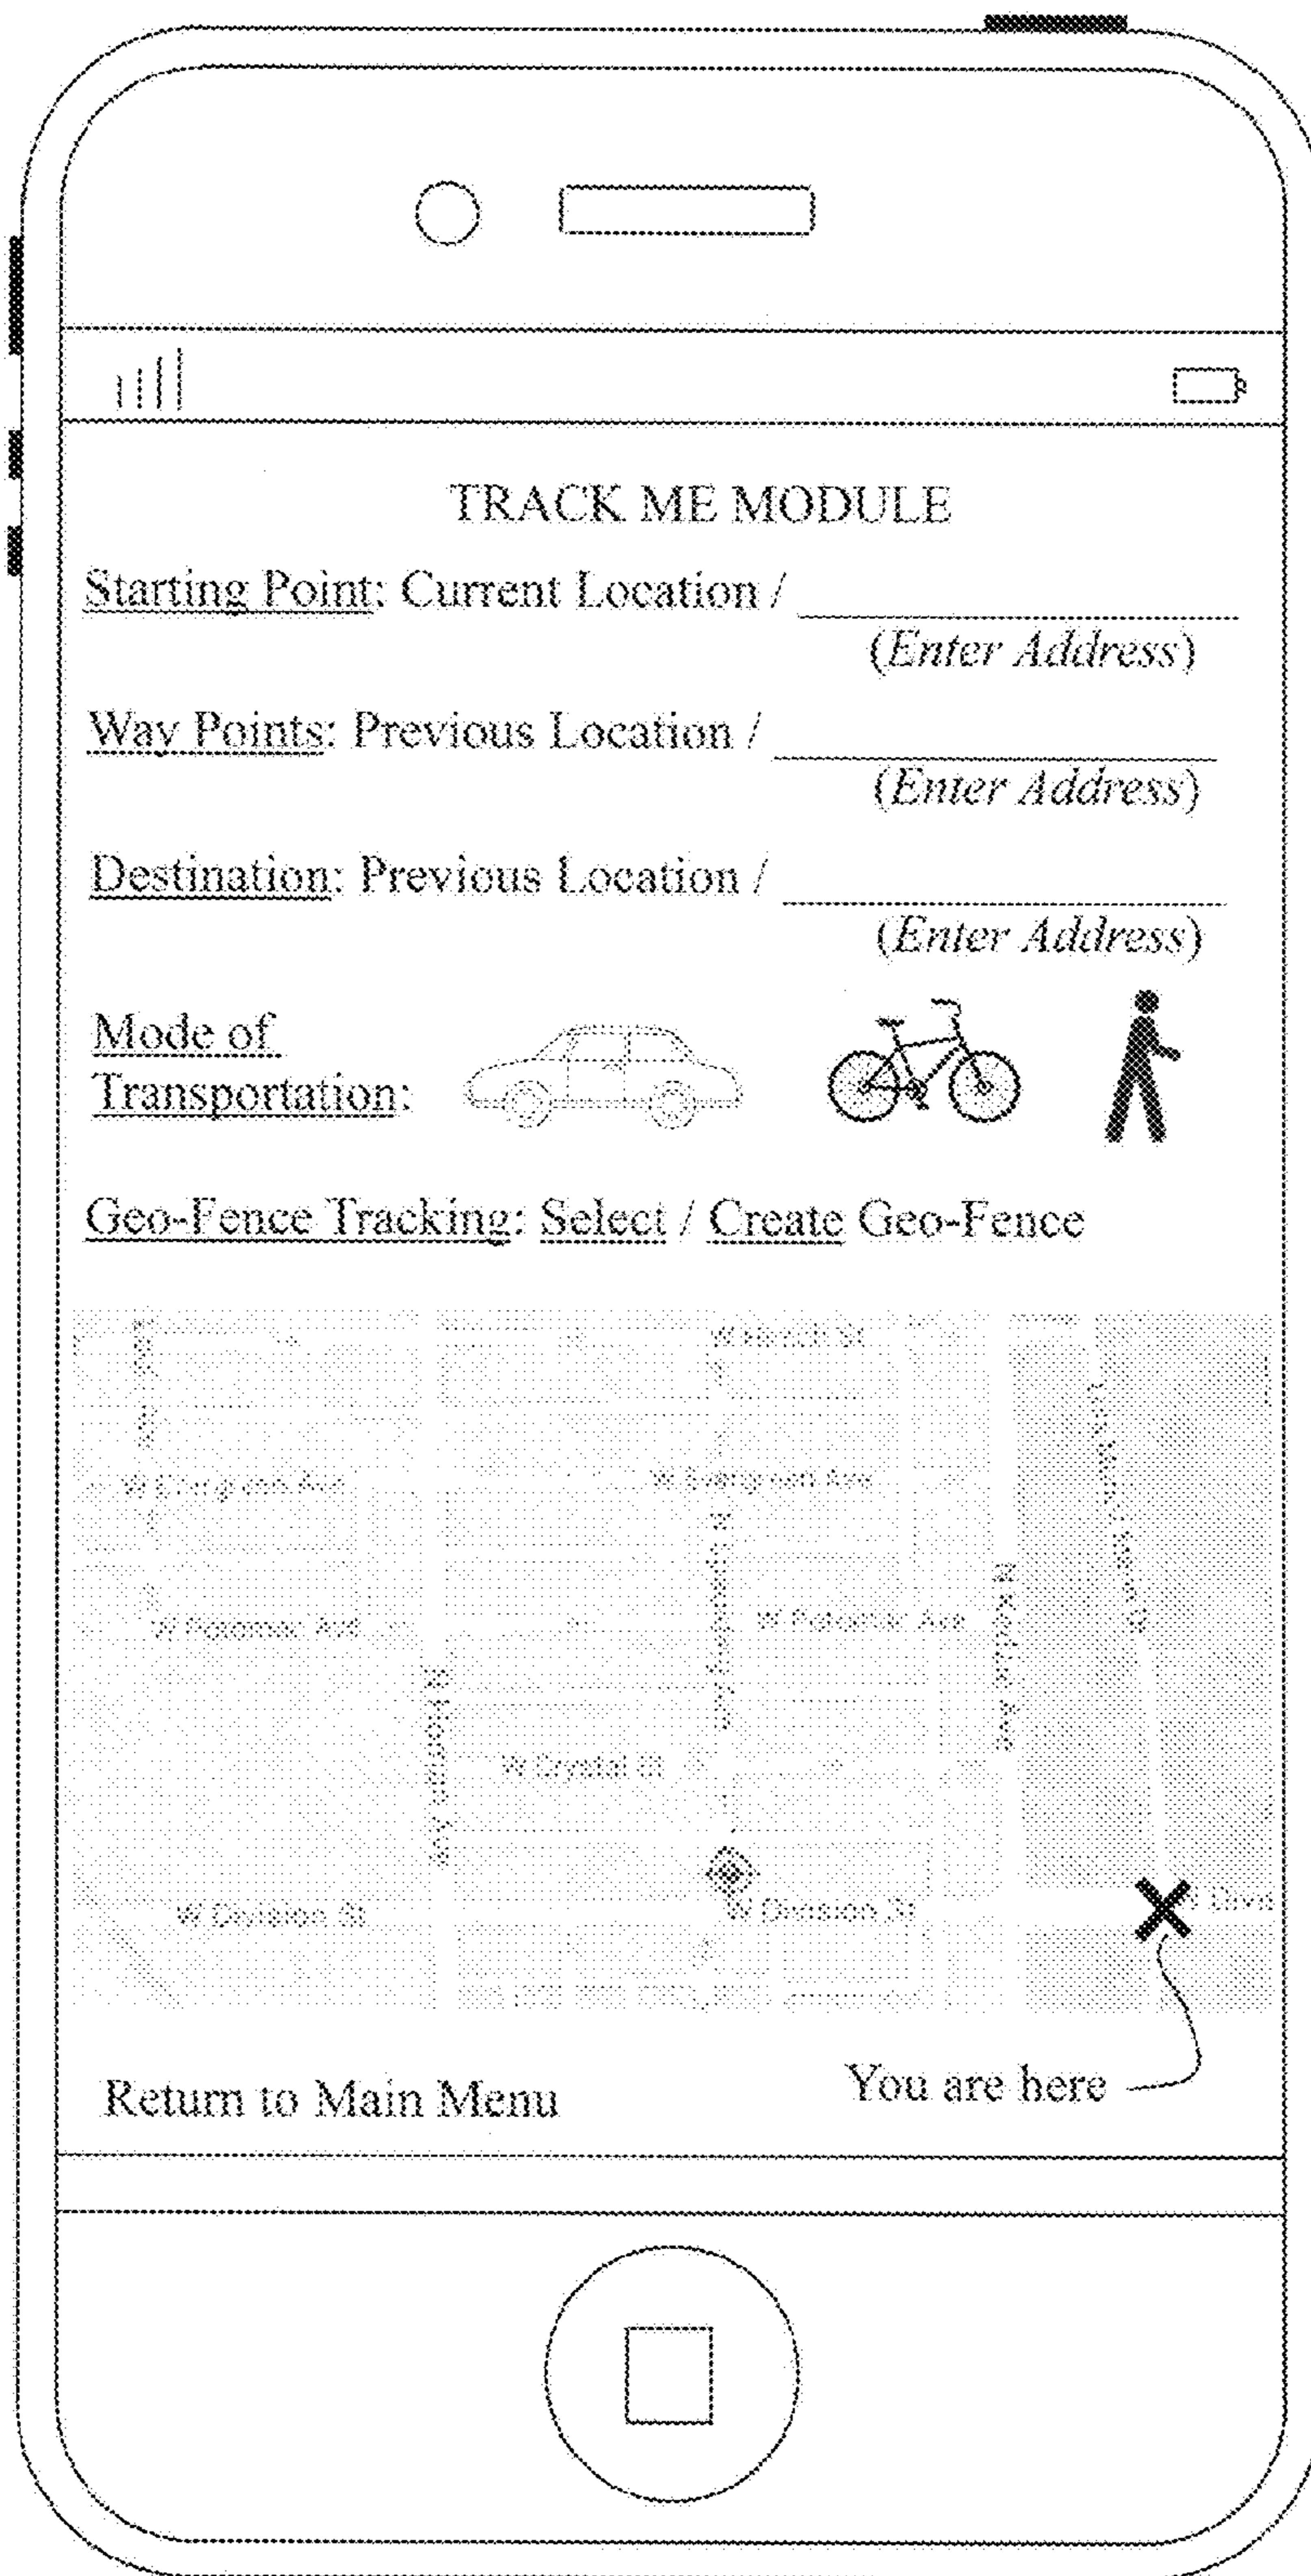 TRACK ME MODULE
Starting Point: Current Location / 
(Enter Address)
Way Points: Previous Location / 
(Enter Address)
Destination: Previous Location / 
(Enter Address)
Mode of
Transportation:
Geo-Fence Tracking: Select / Create Geo-Fence
W Evergreen Ave
W Evergreen Ave
W Potomac Ave
W Potomac Ave
W Crystal St
W Division St
W Division St
You are here
Return to Main Menu